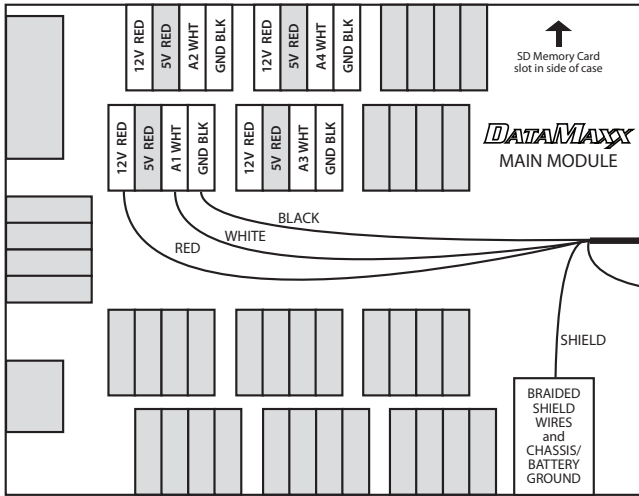 12V RED
5V RED
A2 WHT
GND BLK
12V RED
5V RED
A4 WHT
GND BLK
SD Memory Card
slot in side of case
12V RED
5V RED
A1 WHT
GND BLK
12V RED
5V RED
A3 WHT
GND BLK
DATAMAXX
MAIN MODULE
BLACK
WHITE
RED
SHIELD
BRAIDED
SHIELD
WIRES
and
CHASSIS/
BATTERY
GROUND